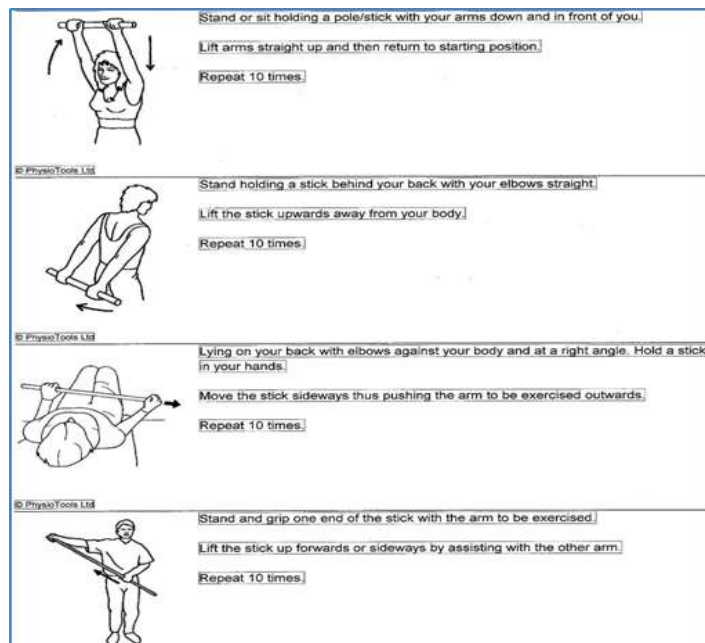 Stand or sit holding a pole/stick with your arms down and in front of you.
Lift arms straight up and then return to starting position.
Repeat 10 times.
© PhysioTools Ltd
Stand holding a stick behind your back with your elbows straight.
Lift the stick upwards away from your body.
Repeat 10 times.
© PhysioTools Ltd
Lying on your back with elbows against your body and at a right angle. Hold a stick
in your hands.
Move the stick sideways thus pushing the arm to be exercised outwards.
Repeat 10 times.
© PhysioTools Ltd
Stand and grip one end of the stick with the arm to be exercised.
Lift the stick up forwards or sideways by assisting with the other arm.
Repeat 10 times.